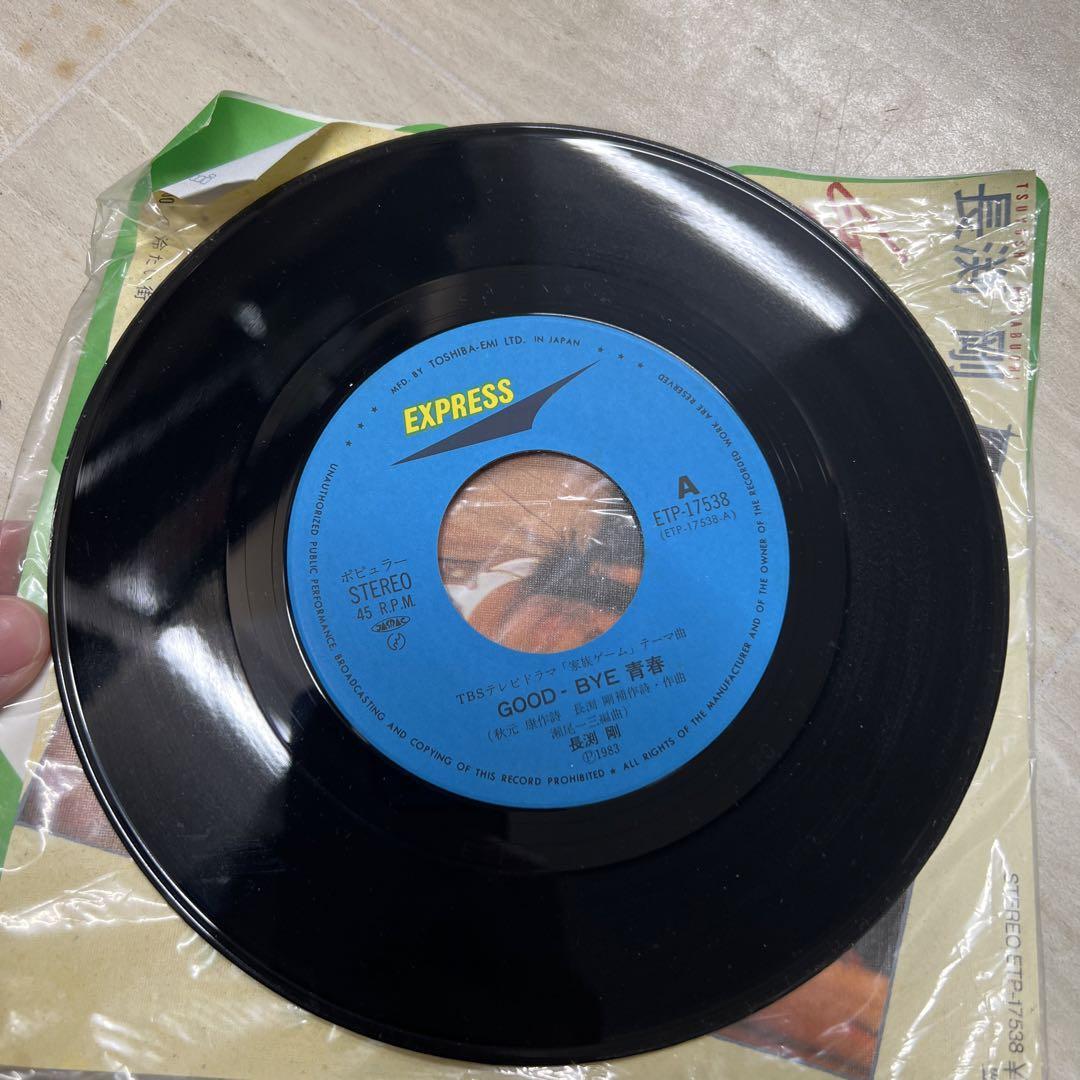 MFD. BY TOSHIBA-EMI LTD. IN JAPAN
EXPRESS
A
ETP-17538
(ETP-17538-A)
ポピュラー
STEREO
45 R.P.M.
JASRAC
TBSテレビドラマ「家族ゲーム」テーマ曲
GOOD - BYE 青春
(秋元 康作詩 長渕 剛補作詩・作曲
瀬尾一三編曲)
長渕 剛
Ⓟ1983
UNAUTHORIZED PUBLIC PERFORMANCE, BROADCASTING AND COPYING OF THIS RECORD PROHIBITED ★ ALL RIGHTS OF THE MANUFACTURER AND OF THE OWNER OF THE RECORDED WORK ARE RESERVED
長渕 剛
冷たい街
STEREO ETP-17538 ¥